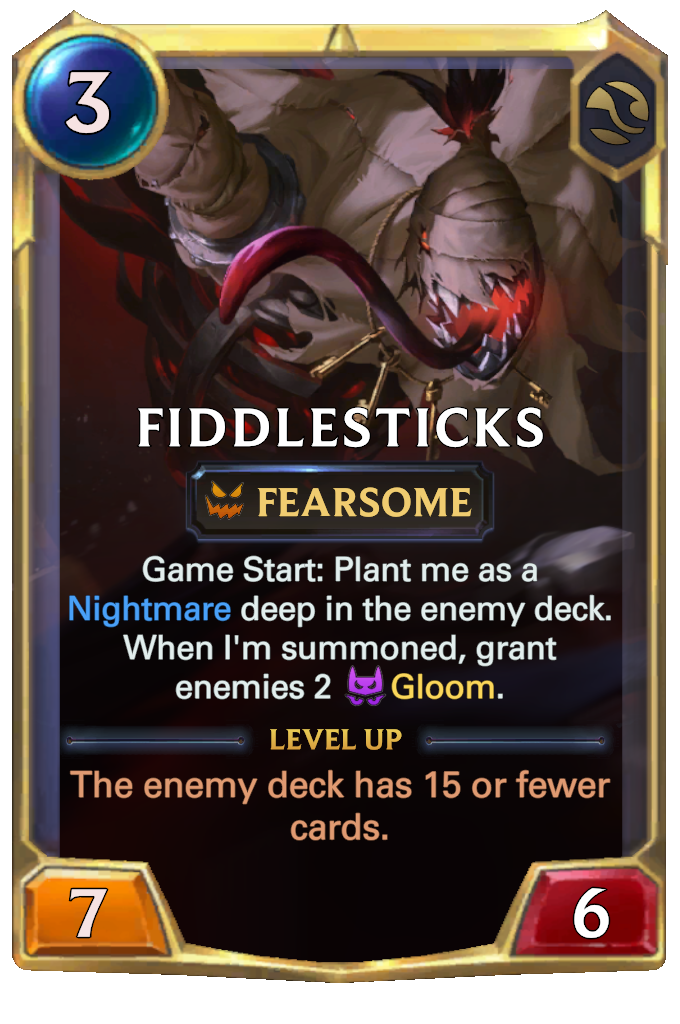 3
FIDDLESTICKS
FEARSOME
Game Start: Plant me as a
Nightmare deep in the enemy deck.
When I'm summoned, grant
enemies 2 Gloom.
LEVEL UP
The enemy deck has 15 or fewer
cards.
7
6